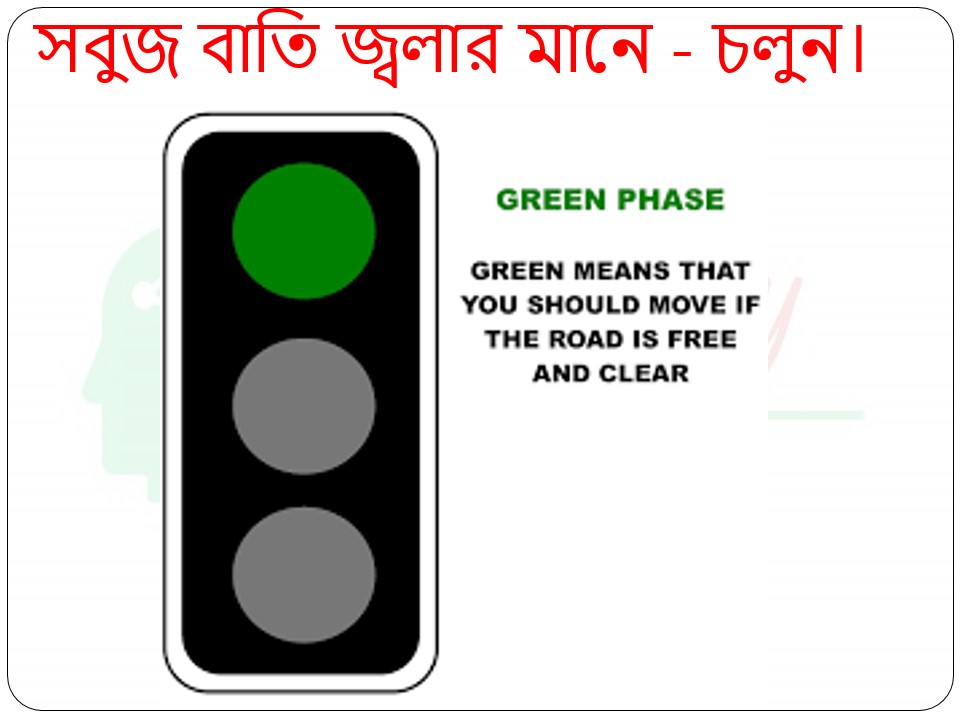 সবুজ বাতি জ্বলার মানে - চলুন।
GREEN PHASE
GREEN MEANS THAT
YOU SHOULD MOVE IF
THE ROAD IS FREE
AND CLEAR